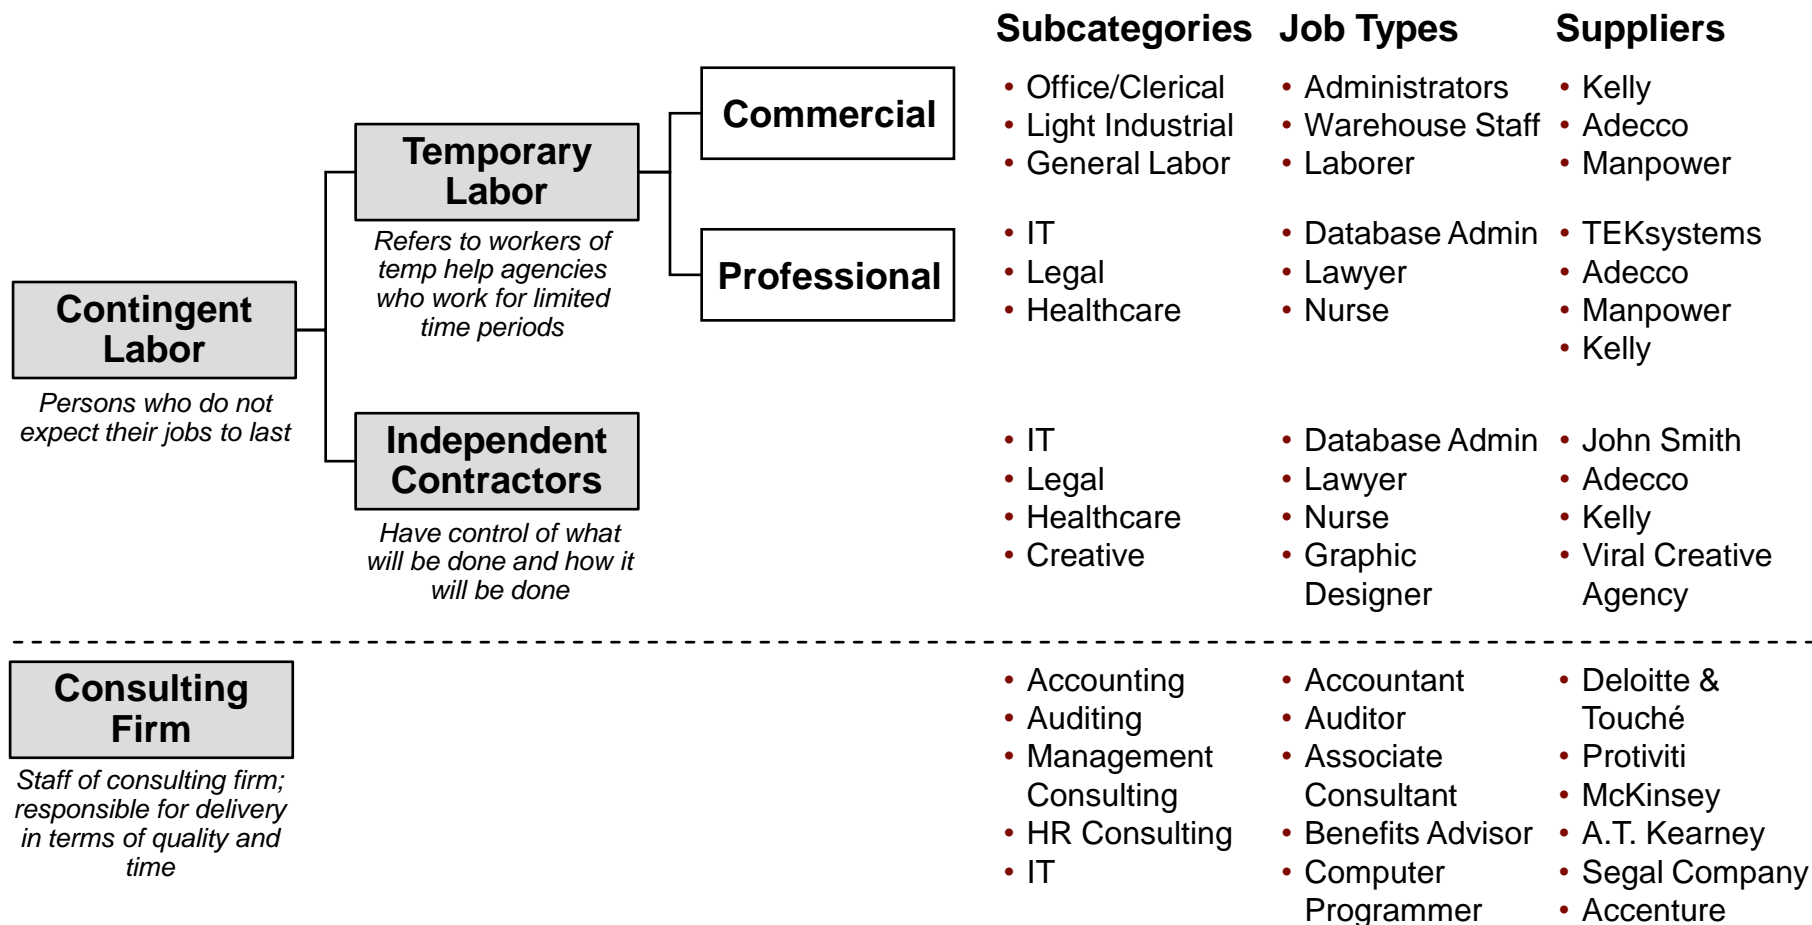 Subcategories Job Types Suppliers
Commercial
• Office/Clerical
• Light Industrial
• General Labor
• Administrators
• Warehouse Staff
• Laborer
• Kelly
• Adecco
• Manpower
Temporary
Labor
Refers to workers of
temp help agencies
who work for limited
time periods
Professional
• IT
• Legal
• Healthcare
• Database Admin
• Lawyer
• Nurse
• TEKsystems
• Adecco
• Manpower
• Kelly
Contingent
Labor
Persons who do not
expect their jobs to last
Independent
Contractors
Have control of what
will be done and how it
will be done
• IT
• Legal
• Healthcare
• Creative
• Database Admin
• Lawyer
• Nurse
• Graphic
Designer
• John Smith
• Adecco
• Kelly
• Viral Creative
Agency
Consulting
Firm
Staff of consulting firm;
responsible for delivery
in terms of quality and
time
• Accounting
• Auditing
• Management
Consulting
• HR Consulting
• IT
• Accountant
• Auditor
• Associate
Consultant
• Benefits Advisor
• Computer
Programmer
• Deloitte &
Touché
• Protiviti
• McKinsey
• A.T. Kearney
• Segal Company
• Accenture